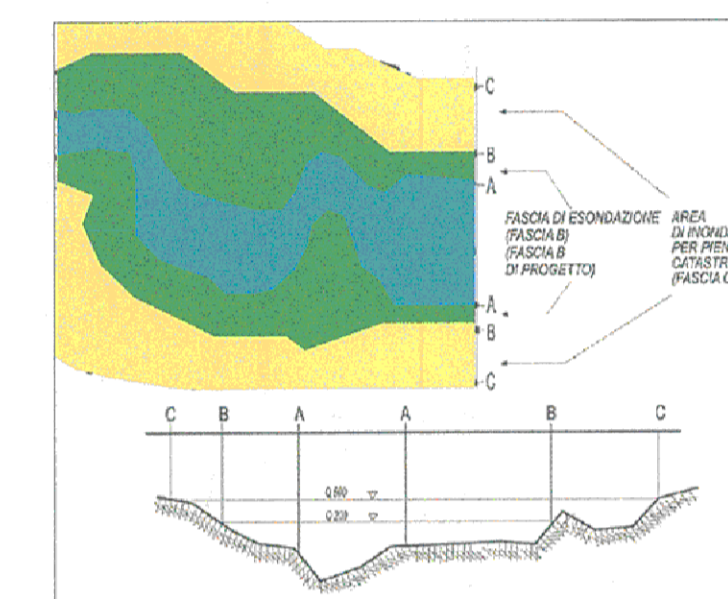 C
B
A
FASCIA DI ESONDAZIONE
(FASCIA B)
(FASCIA B
DI PROGETTO)
AREA
DI INOND
PER PIEN
CATASTR
(FASCIA C
A
B
C
C B A A B C
Q 500
Q 200